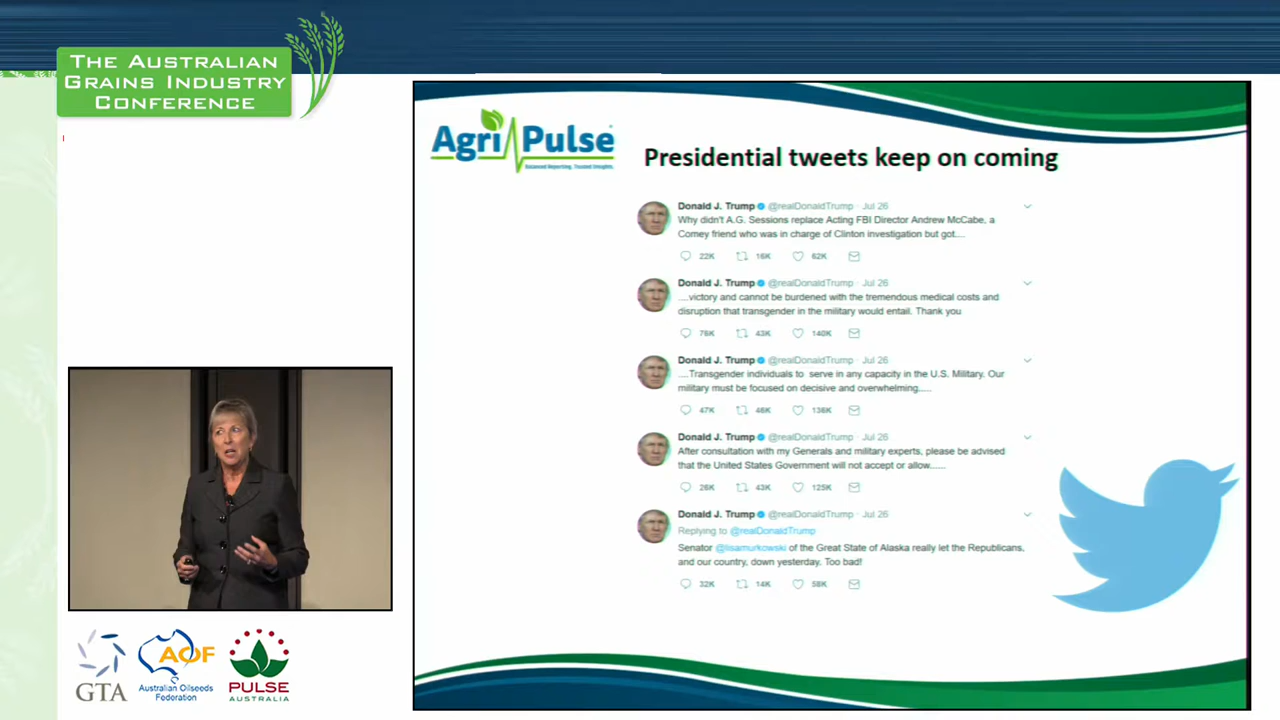 THE AUSTRALIAN
GRAINS INDUSTRY
CONFERENCE
Agri Pulse
Balanced Reporting. Trusted Insights.
Presidential tweets keep on coming
Donald J. Trump @realDonaldTrump · Jul 26
Why didn't A.G. Sessions replace Acting FBI Director Andrew McCabe, a
Comey friend who was in charge of Clinton investigation but got....
22K 16K 62K
Donald J. Trump @realDonaldTrump · Jul 26
....victory and cannot be burdened with the tremendous medical costs and
disruption that transgender in the military would entail. Thank you
76K 43K 140K
Donald J. Trump @realDonaldTrump · Jul 26
....Transgender individuals to serve in any capacity in the U.S. Military. Our
military must be focused on decisive and overwhelming.....
47K 46K 136K
Donald J. Trump @realDonaldTrump · Jul 26
After consultation with my Generals and military experts, please be advised
that the United States Government will not accept or allow......
26K 43K 125K
Donald J. Trump @realDonaldTrump · Jul 26
Replying to @realDonaldTrump
Senator @lisamurkowski of the Great State of Alaska really let the Republicans,
and our country, down yesterday. Too bad!
32K 14K 58K
GTA
AOF
Australian Oilseeds
Federation
PULSE
AUSTRALIA